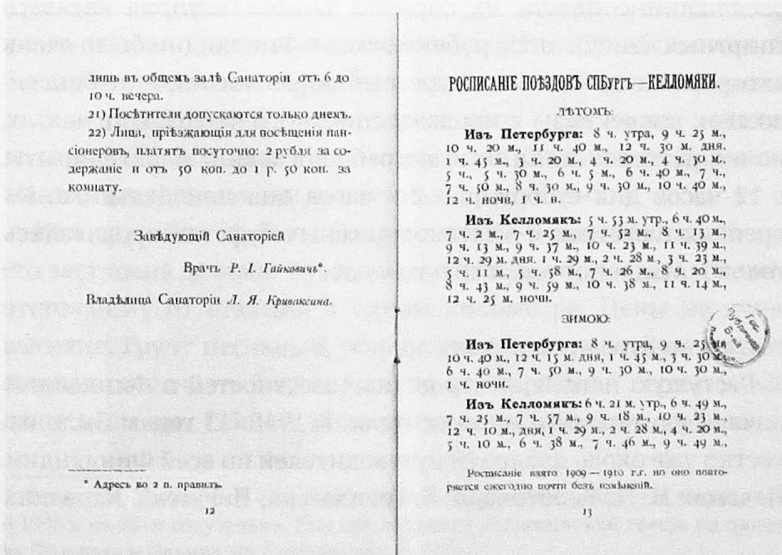 лишь въ общемъ залѣ Санаторіи отъ 6 до
10 ч. вечера.
21) Посѣтители допускаются только днемъ.
22) Лица, пріѣзжающія для посѣщенія пан-
сіонеровъ, платятъ посуточно: 2 рубля за со-
держаніе и отъ 50 коп. до 1 р. 50 коп. за
комнату.
Завѣдующій Санаторіей
Врачъ Р. І. Гайковичъ*.
Владѣлица Санаторіи Л. Я. Криваксина.
* Адресъ во 2 п. правилъ.
12
РОСПИСАНІЕ ПОѢЗДОВЪ СПБургъ—КЕЛЛОМЯКИ.
ЛѢТОМЪ:
Изъ Петербурга: 8 ч. утра, 9 ч. 25 м.,
10 ч. 20 м., 11 ч. 40 м., 12 ч. 30 м. дня.
1 ч. 45 м., 2 ч. 20 м., 4 ч. 20 м., 4 ч. 30 м.,
5 ч., 5 ч. 30 м., 6 ч. 5 м., 6 ч. 40 м., 7 ч.,
7 ч. 50 м., 8 ч. 30 м., 9 ч. 30 м., 10 ч. 40 м.,
12 ч. ночи, 1 ч. н.
Изъ Келломякъ: 5 ч. 53 м. утр., 6 ч. 40 м.,
7 ч. 2 м., 7 ч. 25 м., 7 ч. 52 м., 8 ч.
9 ч. 13 м., 9 ч. 37 м., 10 ч. 23 м., 11 ч. 39 м.,
12 ч. 29 м. дня. 1 ч. 29 м., 2 ч. 28 м., 3 ч. 23 м.,
5 ч. 11 м., 6 ч. 38 м., 7 ч. 26 м., 8 ч. 20 м.,
8 ч. 43 м., 9 ч. 59 м., 10 ч. 38 м., 11 ч. 14 м.,
12 ч. 25 м. ночи.
ЗИМОЮ:
Изъ Петербурга: 8 ч. утра, 9 ч. 25 м.
10 ч. 40 м., 12 ч. 15 м. дня, 1 ч. 45 м., 3 ч. 30 м.,
6 ч. 40 м., 7 ч. 50 м., 9 ч. 30 м., 10 ч. 30 м.,
1 ч. ночи.
Изъ Келломякъ: 6 ч. 21 м. утр., 6 ч. 49 м.,
7 ч. 25 м., 7 ч. 57 м., 9 ч. 18 м., 10 ч. 23 м.,
12 ч. 10 м. дня, 1 ч. 29 м., 2 ч. 28 м., 4 ч. 20 м.,
5 ч. 10 м., 6 ч. 38 м., 7 ч. 46 м., 9 ч. 49 м.,
Росписаніе взято 1909—1910 г.г. но оно повто-
ряется ежегодно почти безъ измѣненій.
13